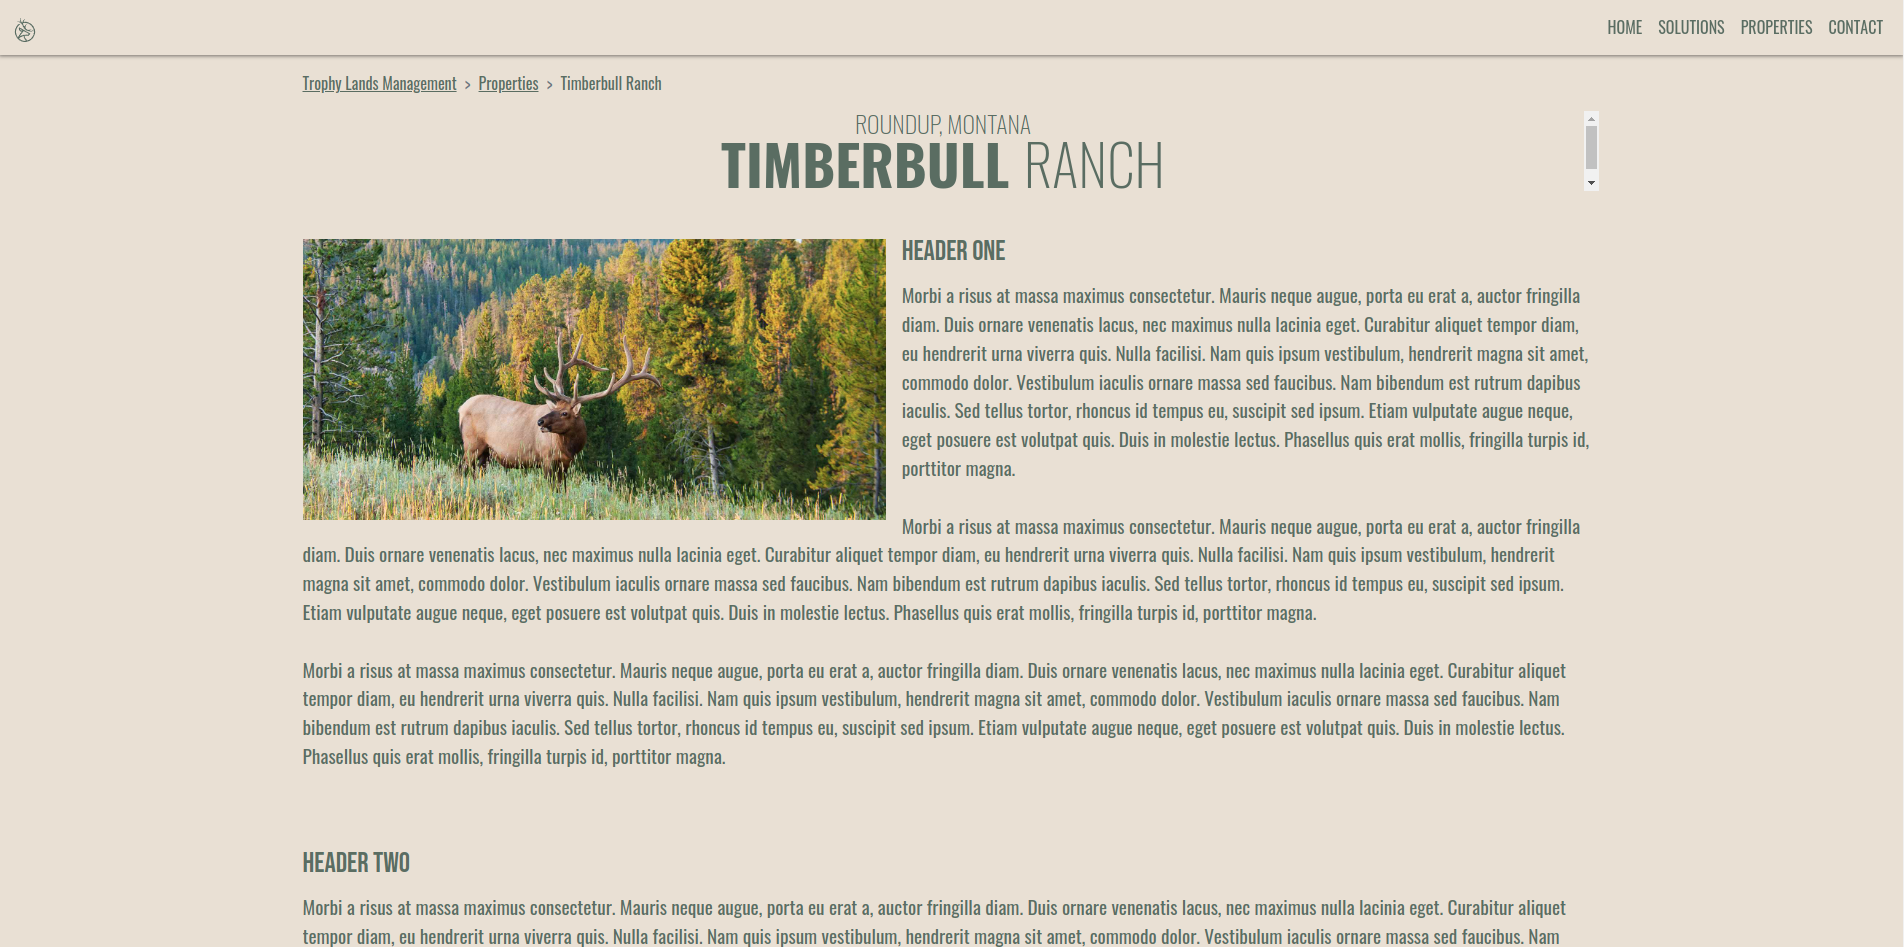 HOME SOLUTIONS PROPERTIES CONTACT
Trophy Lands Management > Properties > Timberbull Ranch
ROUNDUP, MONTANA
TIMBERBULL RANCH
HEADER ONE
Morbi a risus at massa maximus consectetur. Mauris neque augue, porta eu erat a, auctor fringilla
diam. Duis ornare venenatis lacus, nec maximus nulla lacinia eget. Curabitur aliquet tempor diam,
eu hendrerit urna viverra quis. Nulla facilisi. Nam quis ipsum vestibulum, hendrerit magna sit amet,
commodo dolor. Vestibulum iaculis ornare massa sed faucibus. Nam bibendum est rutrum dapibus
iaculis. Sed tellus tortor, rhoncus id tempus eu, suscipit sed ipsum. Etiam vulputate augue neque,
eget posuere est volutpat quis. Duis in molestie lectus. Phasellus quis erat mollis, fringilla turpis id,
porttitor magna.
Morbi a risus at massa maximus consectetur. Mauris neque augue, porta eu erat a, auctor fringilla
diam. Duis ornare venenatis lacus, nec maximus nulla lacinia eget. Curabitur aliquet tempor diam, eu hendrerit urna viverra quis. Nulla facilisi. Nam quis ipsum vestibulum, hendrerit
magna sit amet, commodo dolor. Vestibulum iaculis ornare massa sed faucibus. Nam bibendum est rutrum dapibus iaculis. Sed tellus tortor, rhoncus id tempus eu, suscipit sed ipsum.
Etiam vulputate augue neque, eget posuere est volutpat quis. Duis in molestie lectus. Phasellus quis erat mollis, fringilla turpis id, porttitor magna.
Morbi a risus at massa maximus consectetur. Mauris neque augue, porta eu erat a, auctor fringilla diam. Duis ornare venenatis lacus, nec maximus nulla lacinia eget. Curabitur aliquet
tempor diam, eu hendrerit urna viverra quis. Nulla facilisi. Nam quis ipsum vestibulum, hendrerit magna sit amet, commodo dolor. Vestibulum iaculis ornare massa sed faucibus. Nam
bibendum est rutrum dapibus iaculis. Sed tellus tortor, rhoncus id tempus eu, suscipit sed ipsum. Etiam vulputate augue neque, eget posuere est volutpat quis. Duis in molestie lectus.
Phasellus quis erat mollis, fringilla turpis id, porttitor magna.
HEADER TWO
Morbi a risus at massa maximus consectetur. Mauris neque augue, porta eu erat a, auctor fringilla diam. Duis ornare venenatis lacus, nec maximus nulla lacinia eget. Curabitur aliquet
tempor diam, eu hendrerit urna viverra quis. Nulla facilisi. Nam quis ipsum vestibulum, hendrerit magna sit amet, commodo dolor. Vestibulum iaculis ornare massa sed faucibus. Nam